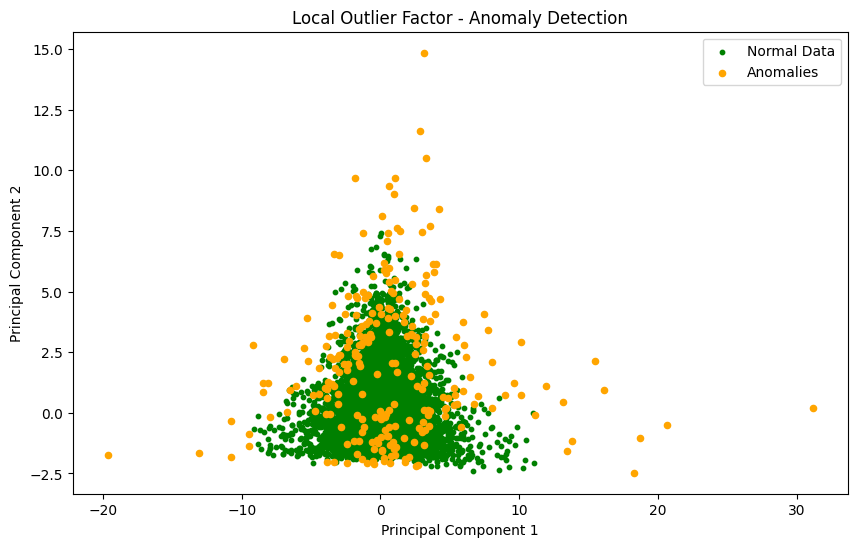 Local Outlier Factor - Anomaly Detection
Normal Data
Anomalies
15.0
12.5
10.0
7.5
5.0
2.5
0.0
−2.5
Principal Component 2
−20
−10
0
10
20
30
Principal Component 1